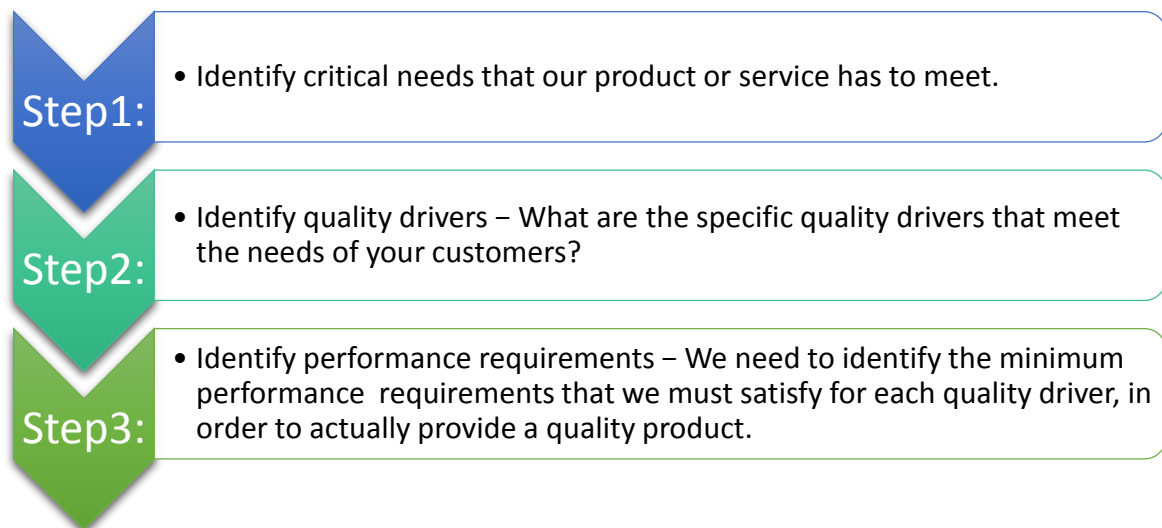 Step1:
• Identify critical needs that our product or service has to meet.
Step2:
• Identify quality drivers – What are the specific quality drivers that meet
the needs of your customers?
Step3:
• Identify performance requirements – We need to identify the minimum
performance  requirements that we must satisfy for each quality driver, in
order to actually provide a quality product.